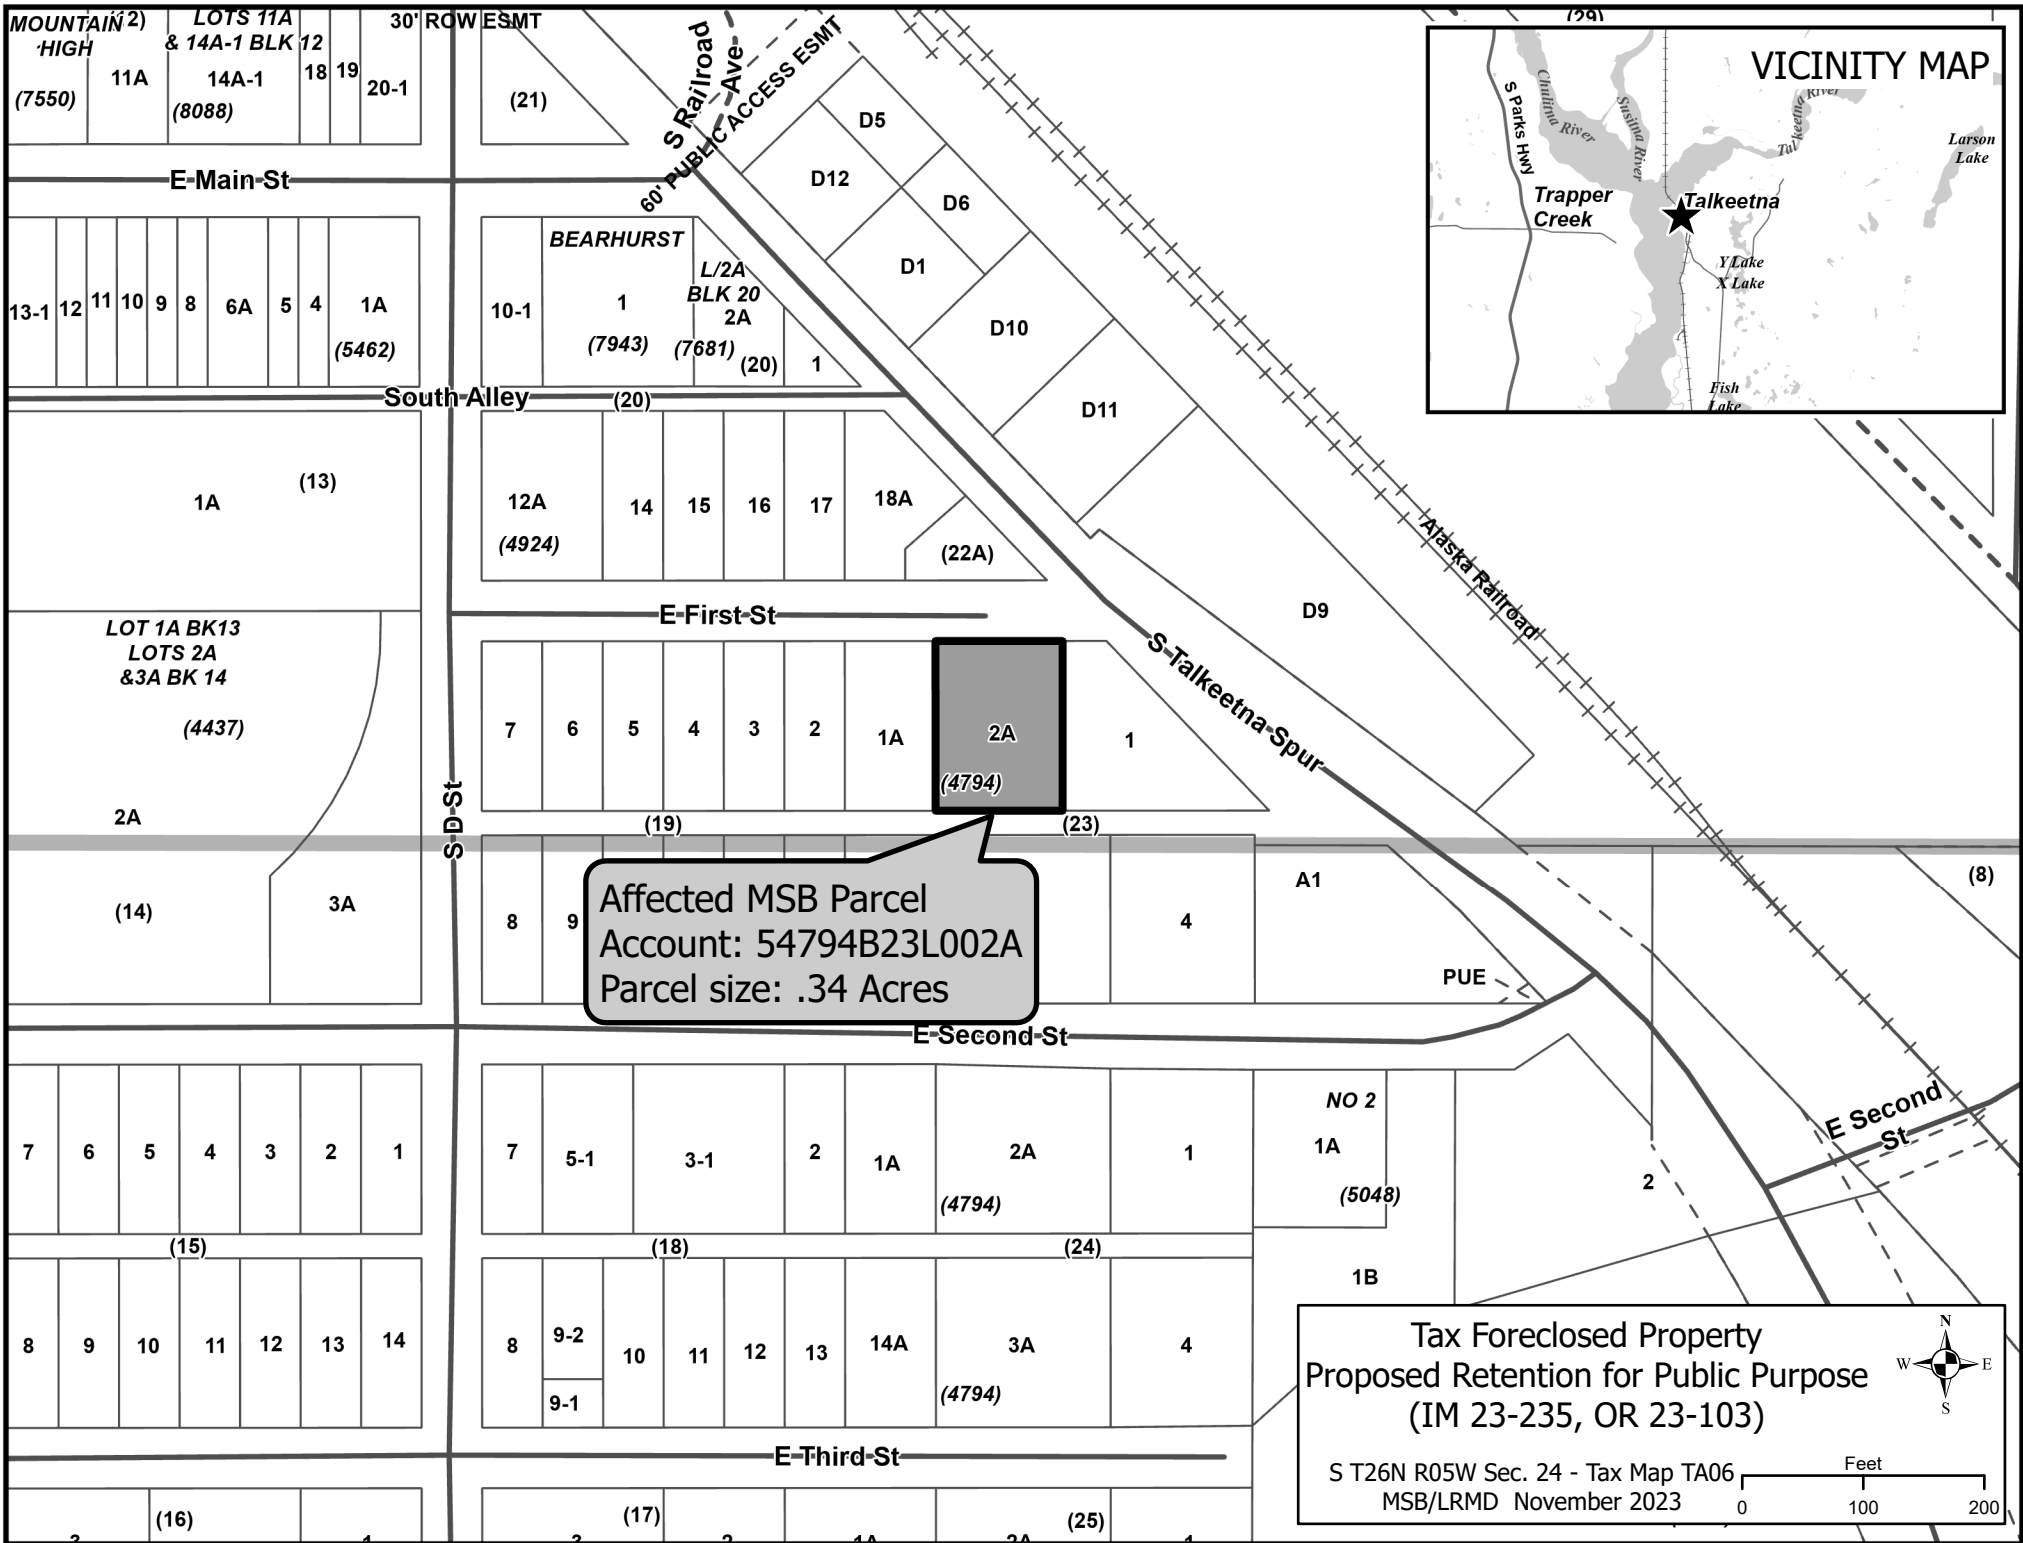 MOUNTAIN
HIGH
(7550)
11A
LOTS 11A
& 14A-1 BLK 12
14A-1
(8088)
18
19
20-1
30' ROW ESMT
(21)
S Railroad
Ave
60' PUBLIC ACCESS ESMT
(29)
E Main St
D5
D12
D6
D1
D10
D11
D9
VICINITY MAP
S Parks Hwy
Chulitna River
Susitna River
Talkeetna River
Larson
Lake
Trapper
Creek
Talkeetna
Y Lake
X Lake
Fish
Lake
13-1
12
11
10
9
8
6A
5
4
1A
(5462)
10-1
BEARHURST
1
(7943)
L/2A
BLK 20
2A
(7681)
(20)
1
South Alley
(20)
1A
(13)
12A
(4924)
14
15
16
17
18A
(22A)
Alaska Railroad
E First St
S Talkeetna Spur
LOT 1A BK13
LOTS 2A
&3A BK 14
(4437)
2A
7
6
5
4
3
2
1A
2A
(4794)
1
S D St
(19)
(23)
(14)
3A
8
9
Affected MSB Parcel
Account: 54794B23L002A
Parcel size: .34 Acres
4
A1
PUE
(8)
E Second St
E Second
St
7
6
5
4
3
2
1
7
5-1
3-1
2
1A
2A
(4794)
1
NO 2
1A
(5048)
2
(15)
(18)
(24)
1B
8
9
10
11
12
13
14
8
9-2
9-1
10
11
12
13
14A
3A
(4794)
4
E Third St
(16)
(17)
(25)
3
1
3
2
1A
2A
1
Tax Foreclosed Property
Proposed Retention for Public Purpose
(IM 23-235, OR 23-103)
N
W
E
S
S T26N R05W Sec. 24 - Tax Map TA06
MSB/LRMD November 2023
Feet
0
100
200